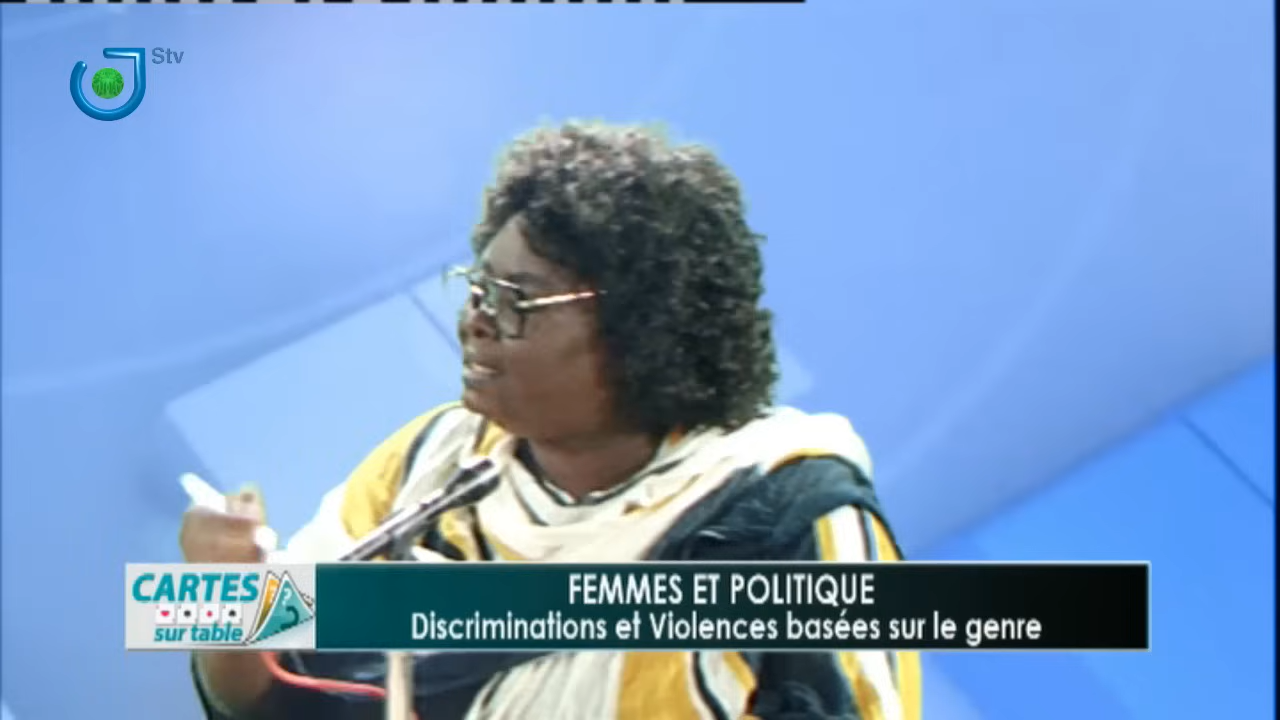 Stv
FEMMES ET POLITIQUE
CARTES
sur table
Discriminations et Violences basées sur le genre